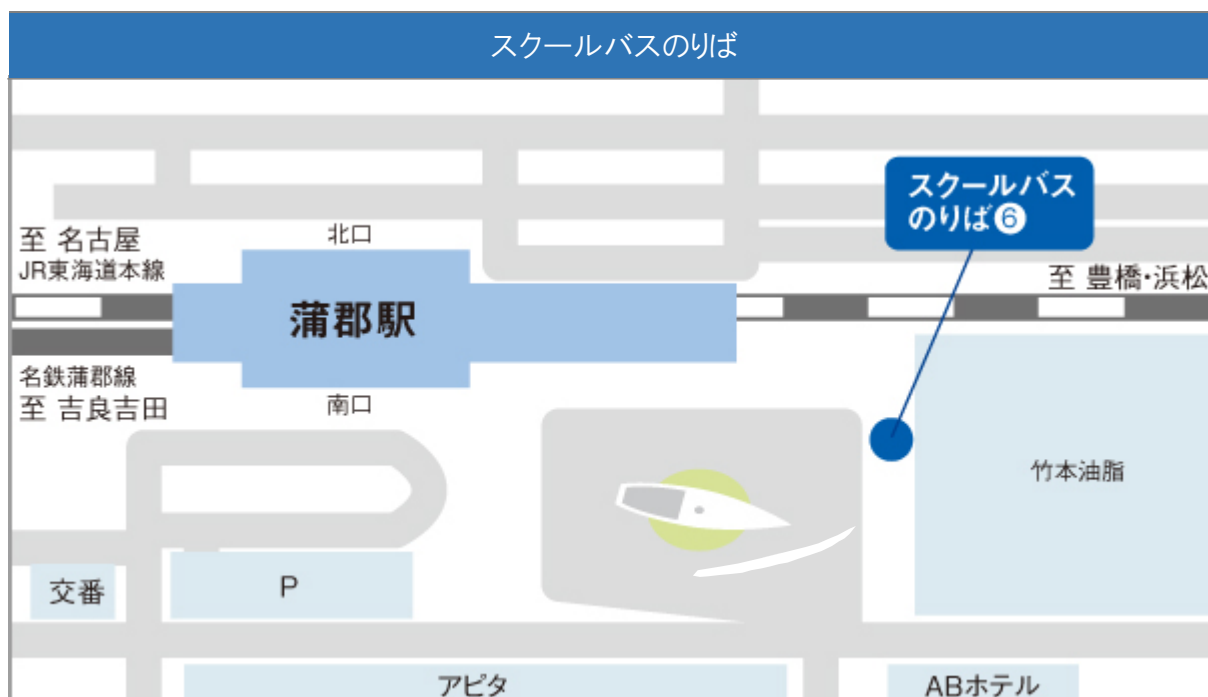 スクールバスのりば
スクールバス
のりば❻
至 名古屋
JR東海道本線
北口
至 豊橋・浜松
蒲郡駅
名鉄蒲郡線
至 吉良吉田
南口
竹本油脂
交番
P
アピタ
ABホテル